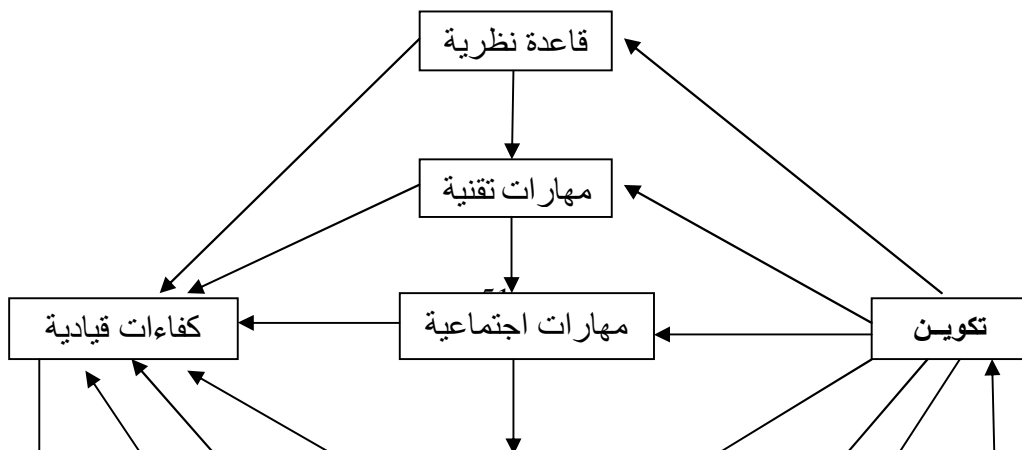 قاعدة نظرية
مهارات تقنية
تكويـن
مهارات اجتماعية
كفاءات قيادية